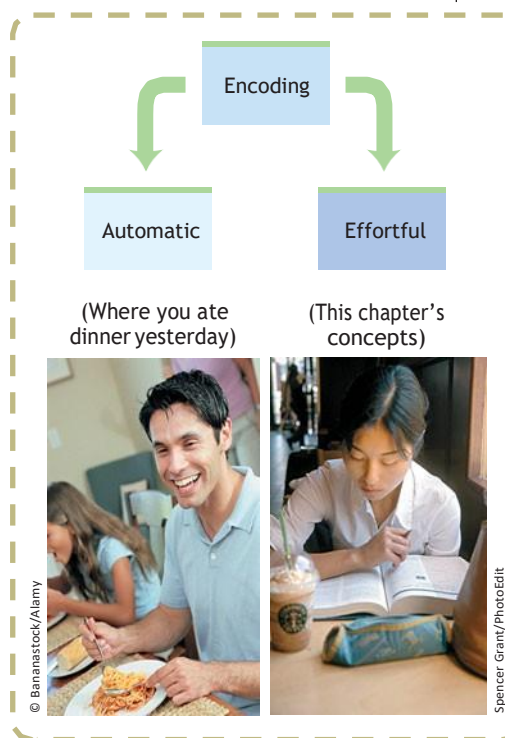 Encoding
Automatic
Effortful
(Where you ate
dinner yesterday)
(This chapter's
concepts)
© Bananastock/Alamy
Spencer Grant/PhotoEdit